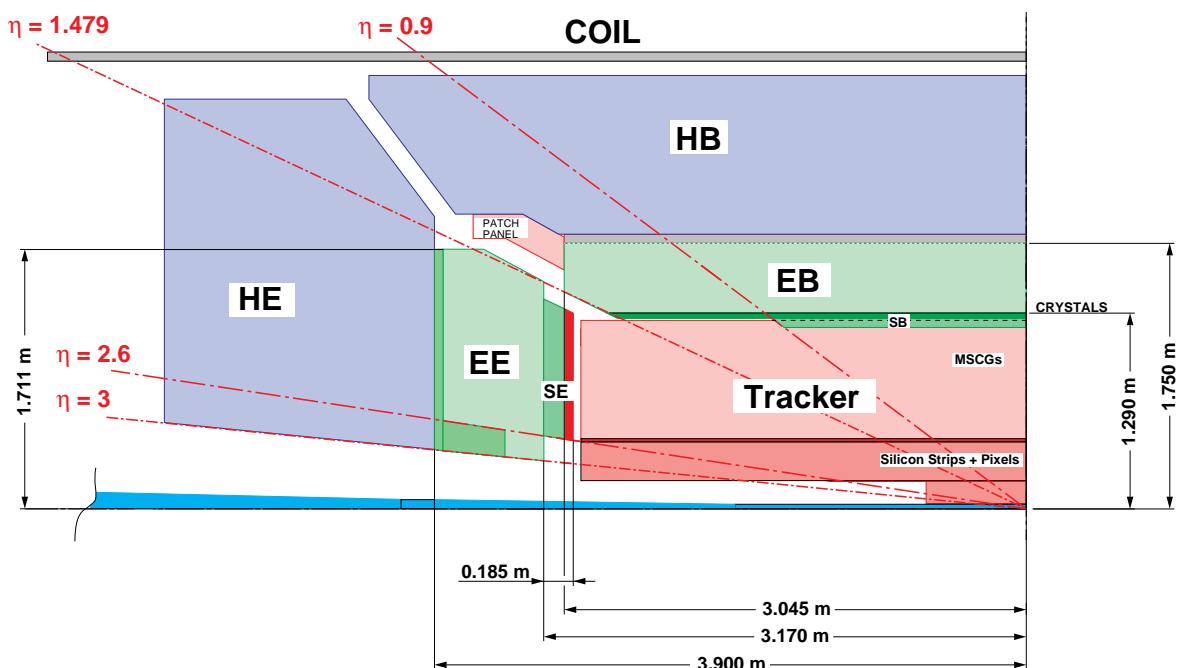 η = 1.479
η = 0.9
COIL
HB
PATCH
PANEL
EB
HE
CRYSTALS
SB
η = 2.6
EE
MSCGs
SE
η = 3
Tracker
1.711 m
1.290 m
1.750 m
Silicon Strips + Pixels
0.185 m
3.045 m
3.170 m
3.900 m